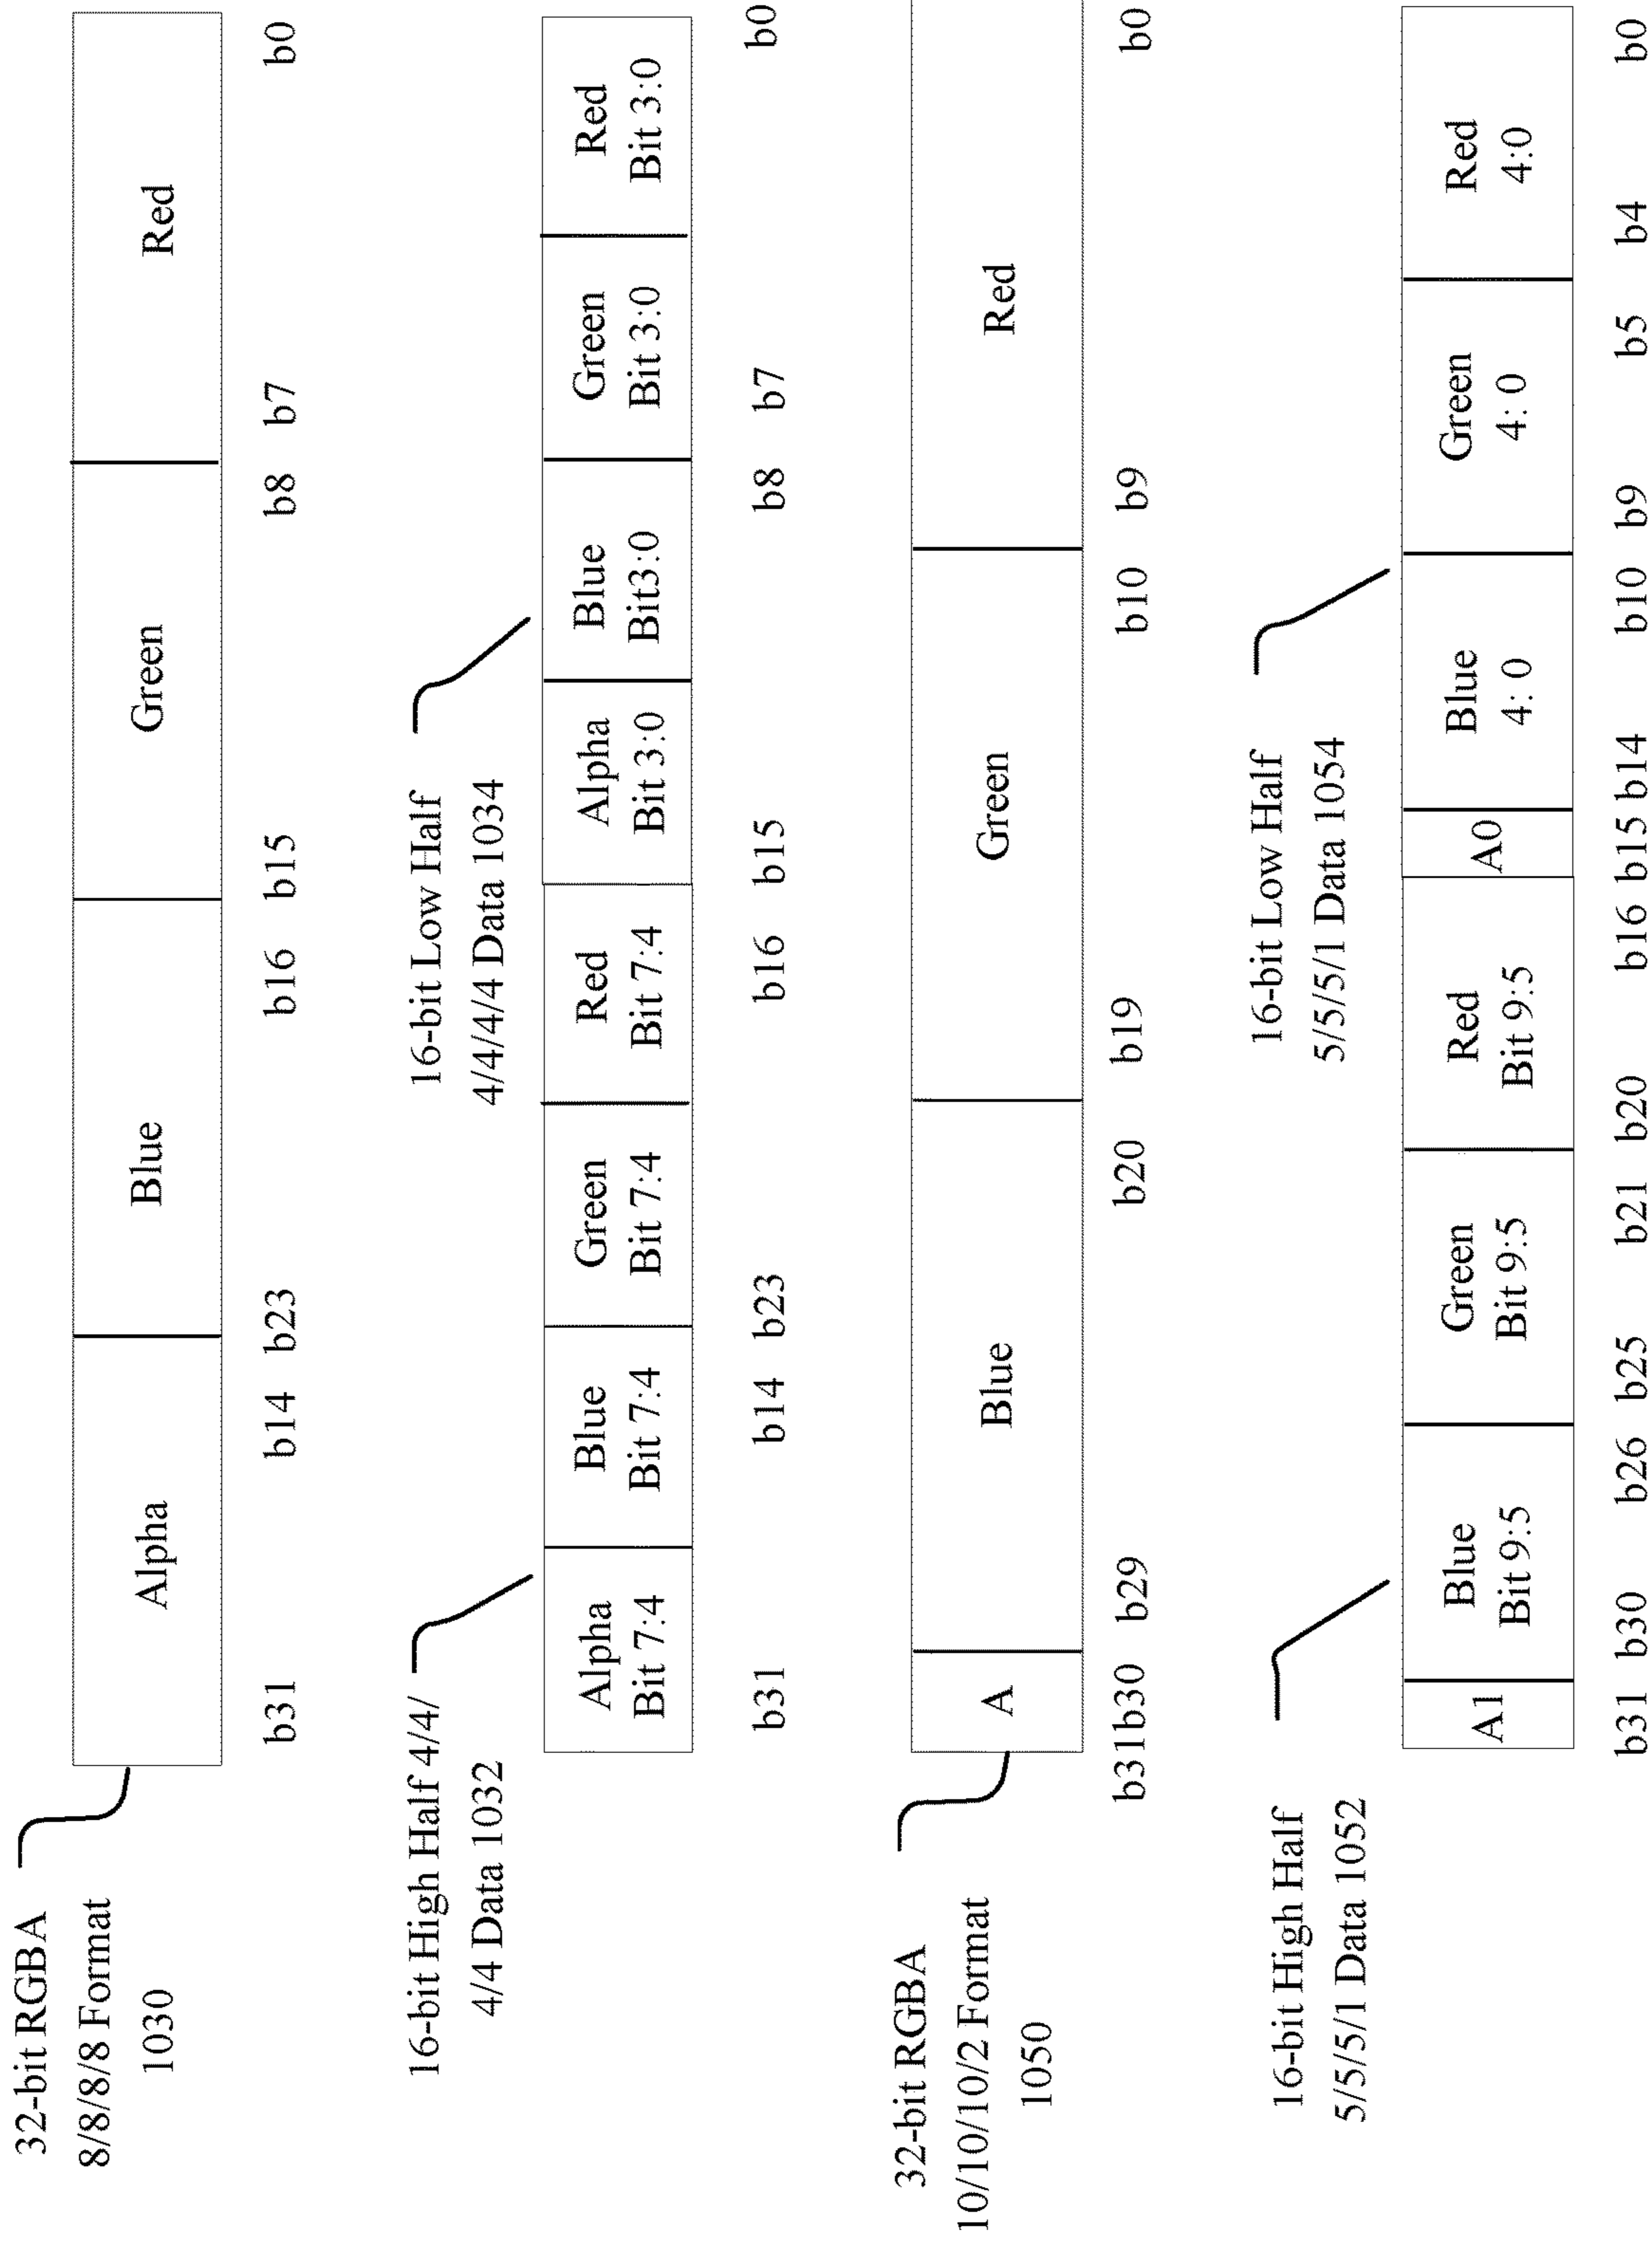 32-bit RGBA
8/8/8/8 Format
1030
Alpha
Blue
Green
Red
b31
b14
b23
b16
b15
b8
b7
b0
16-bit High Half 4/4/
4/4 Data 1032
16-bit Low Half
4/4/4/4 Data 1034
Alpha
Bit 7:4
Blue
Bit 7:4
Green
Bit 7:4
Red
Bit 7:4
Alpha
Bit 3:0
Blue
Bit3:0
Green
Bit 3:0
Red
Bit 3:0
b31
b14
b23
b16
b15
b8
b7
b0
32-bit RGBA
10/10/10/2 Format
1050
A
Blue
Green
Red
b31b30
b29
b20
b19
b10
b9
b0
16-bit High Half
5/5/5/1 Data 1052
16-bit Low Half
5/5/5/1 Data 1054
A1
Blue
Bit 9:5
Green
Bit 9:5
Red
Bit 9:5
A0
Blue
4: 0
Green
4: 0
Red
4:0
b31
b30
b26
b25
b21
b20
b16
b15
b14
b10
b9
b5
b4
b0